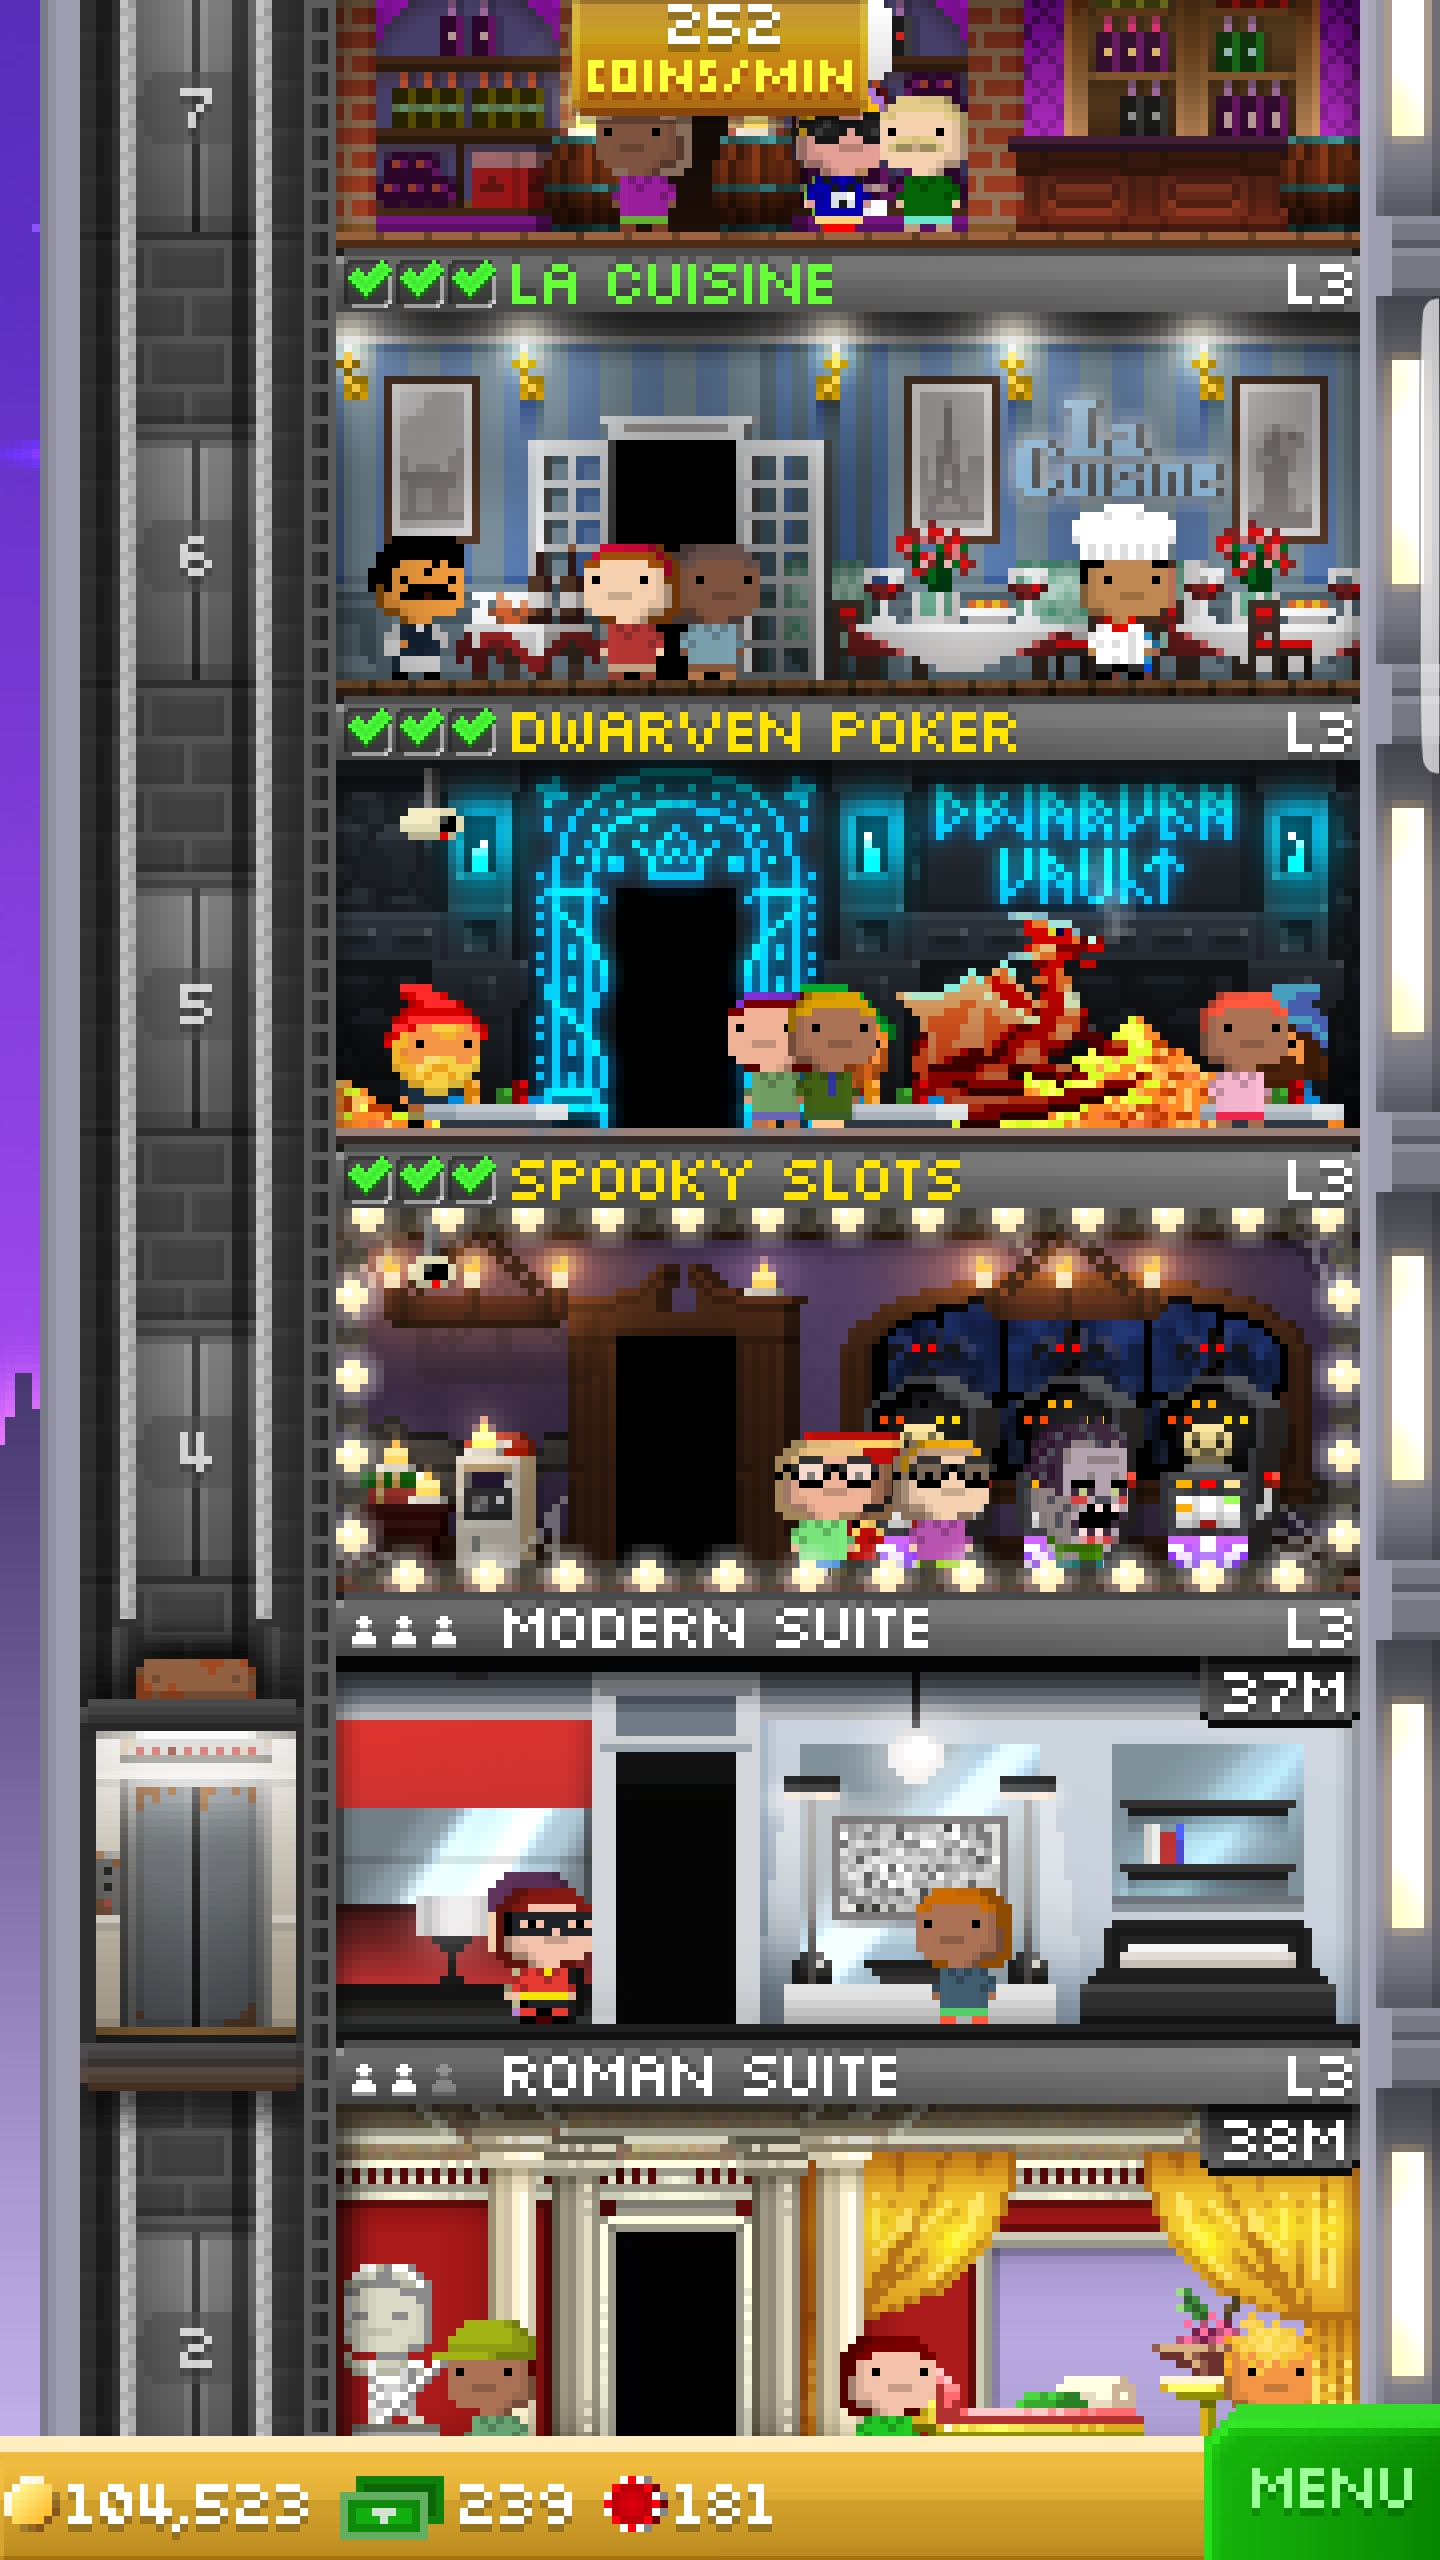 252
COINS/MIN
7
LA CUISINE L3
La
Cuisine
6
DWARVEN POKER L3
DWARVEN
VAULT
5
SPOOKY SLOTS L3
4
MODERN SUITE L3
37M
ROMAN SUITE L3
38M
2
104,523 239 181
MENU